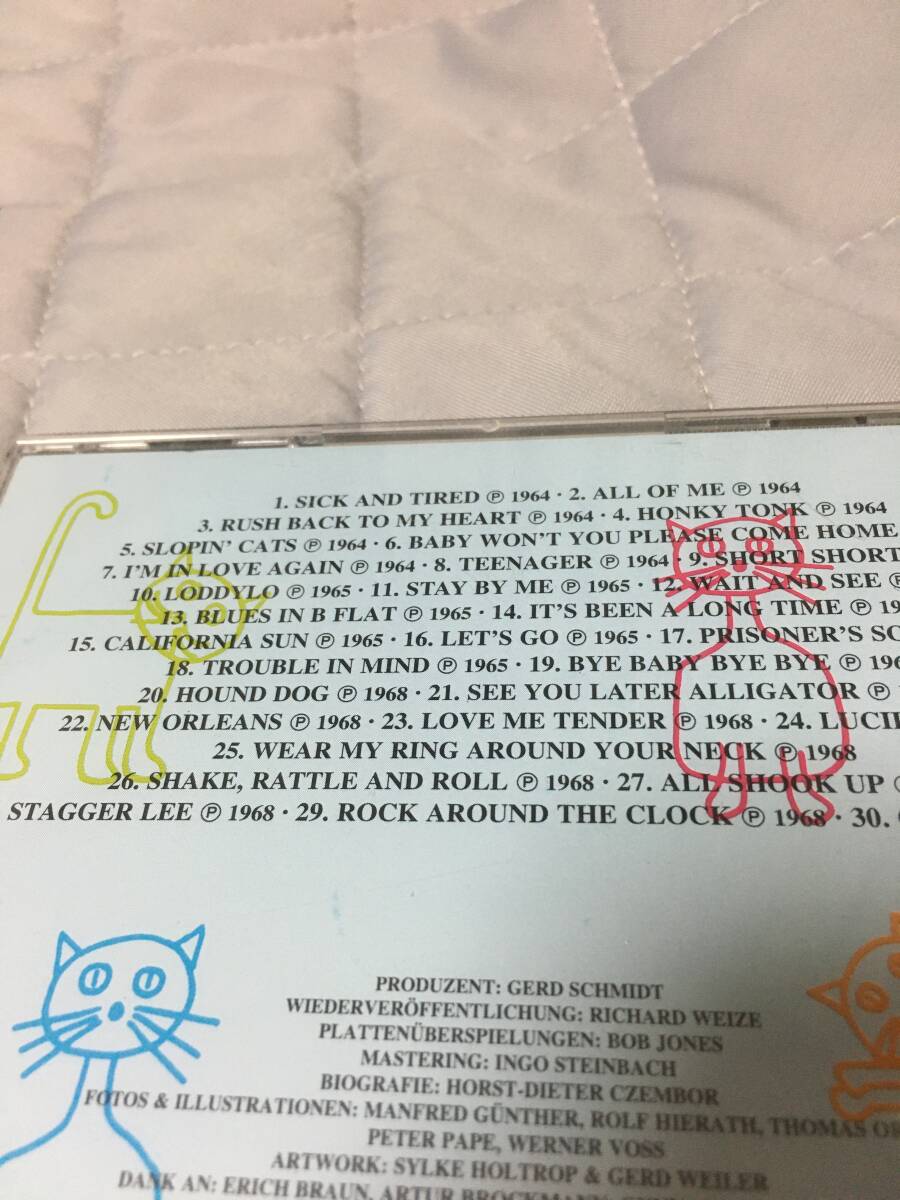 1. SICK AND TIRED ℗ 1964 · 2. ALL OF ME ℗ 1964
3. RUSH BACK TO MY HEART ℗ 1964 · 4. HONKY TONK ℗ 1964
5. SLOPIN' CATS ℗ 1964 · 6. BABY WON'T YOU PLEASE COME HOME
7. I'M IN LOVE AGAIN ℗ 1964 · 8. TEENAGER ℗ 1964 · 9. SHORT SHORT
10. LODDYLO ℗ 1965 · 11. STAY BY ME ℗ 1965 · 12. WAIT AND SEE ℗
13. BLUES IN B FLAT ℗ 1965 · 14. IT'S BEEN A LONG TIME ℗
15. CALIFORNIA SUN ℗ 1965 · 16. LET'S GO ℗ 1965 · 17. PRISONER'S
18. TROUBLE IN MIND ℗ 1965 · 19. BYE BABY BYE BYE ℗
20. HOUND DOG ℗ 1968 · 21. SEE YOU LATER ALLIGATOR ℗
22. NEW ORLEANS ℗ 1968 · 23. LOVE ME TENDER ℗ 1968 · 24.
25. WEAR MY RING AROUND YOUR NECK ℗ 1968
26. SHAKE, RATTLE AND ROLL ℗ 1968 · 27. ALL SHOOK UP
STAGGER LEE ℗ 1968 · 29. ROCK AROUND THE CLOCK ℗ 1968 · 30.
PRODUZENT: GERD SCHMIDT
WIEDERVERÖFFENTLICHUNG: RICHARD WEIZE
PLATTENÜBERSPIELUNGEN: BOB JONES
MASTERING: INGO STEINBACH
BIOGRAFIE: HORST-DIETER CZEMBOR
FOTOS & ILLUSTRATIONEN: MANFRED GÜNTHER, ROLF HIERATH, THOMAS
PETER PAPE, WERNER VOSS
ARTWORK: SYLKE HOLTROP & GERD WEILER
DANK AN: ERICH BRAUN, ARTUR BROCKMANN,